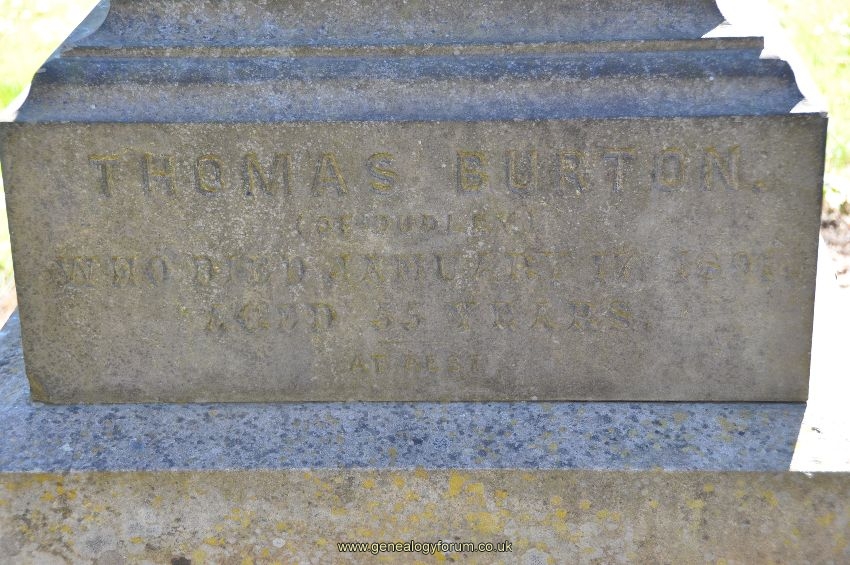 THOMAS BURTON.
(OF DUDLEY)
WHO DIED JANUARY
AGED 55 YEARS.
AT REST
www.genealogyforum.co.uk